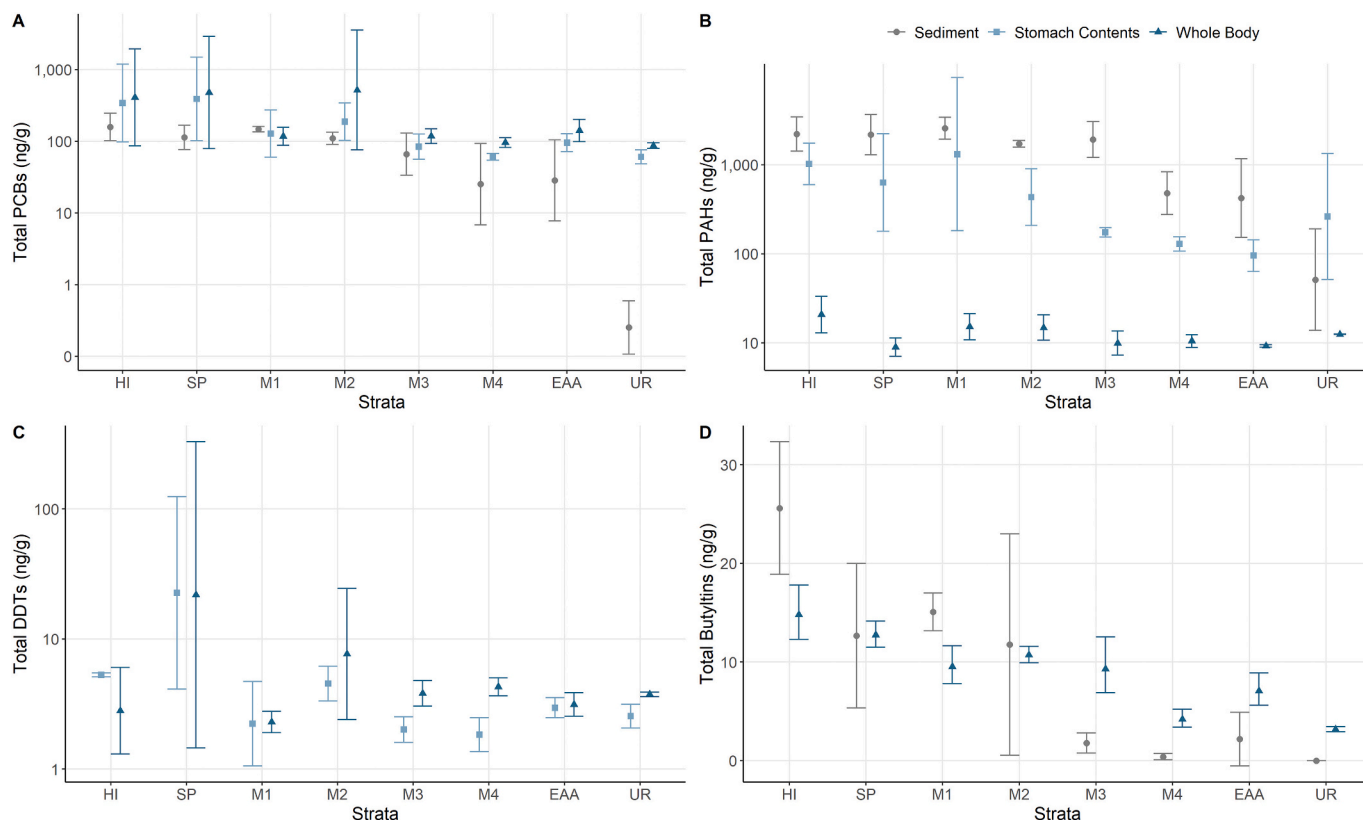 A
Total PCBs (ng/g)
1,000
100
10
1
0
HI SP M1 M2 M3 M4 EAA UR
Strata
B
Sediment Stomach Contents Whole Body
Total PAHs (ng/g)
1,000
100
10
HI SP M1 M2 M3 M4 EAA UR
Strata
C
Total DDTs (ng/g)
100
10
1
HI SP M1 M2 M3 M4 EAA UR
Strata
D
Total Butyltins (ng/g)
30
20
10
0
HI SP M1 M2 M3 M4 EAA UR
Strata